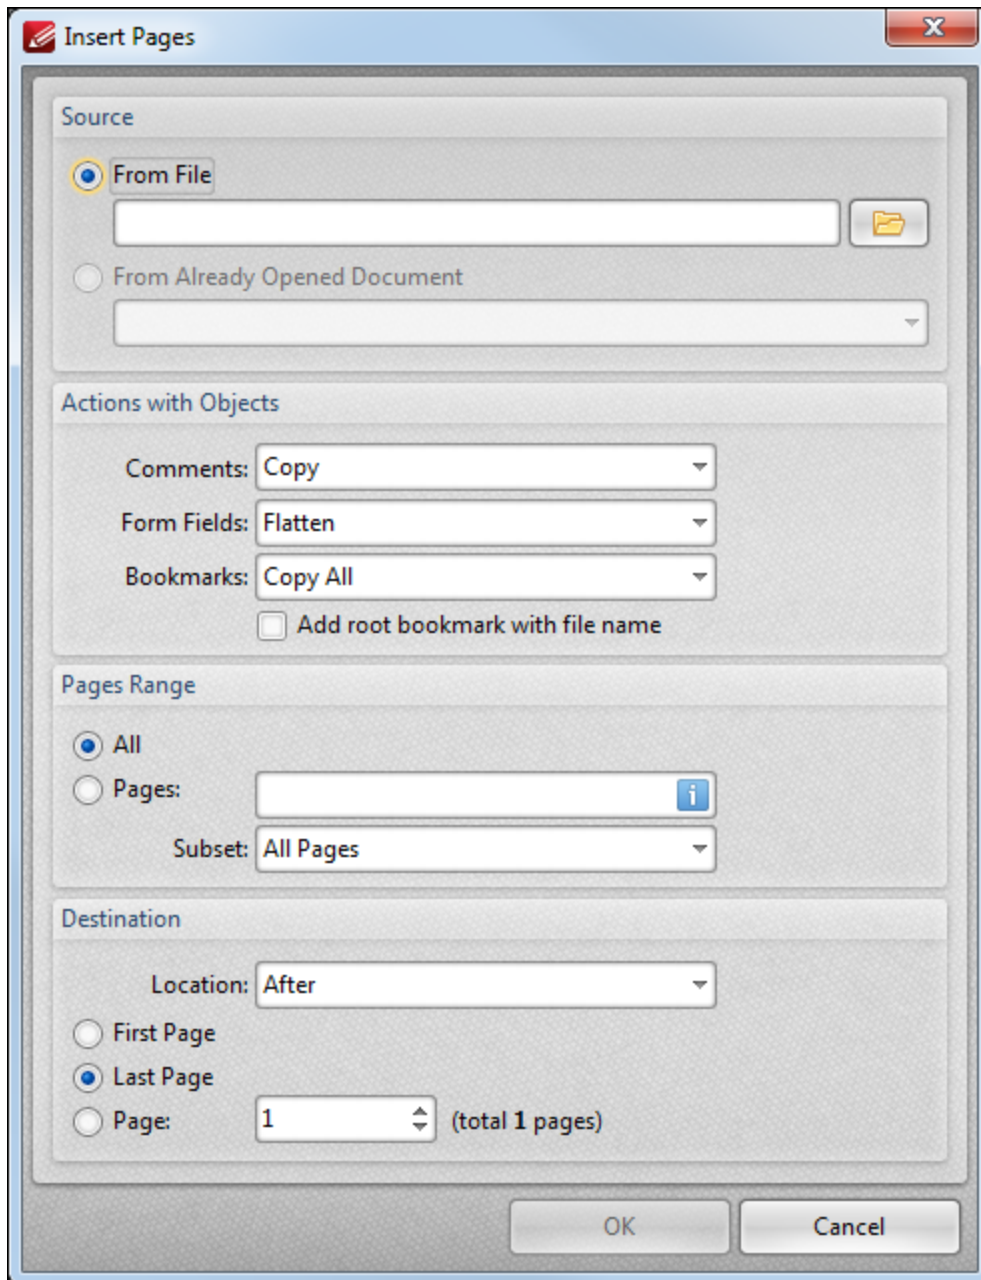 Insert Pages
Source
From File
From Already Opened Document
Actions with Objects
Comments: Copy
Form Fields: Flatten
Bookmarks: Copy All
Add root bookmark with file name
Pages Range
All
Pages:
Subset: All Pages
Destination
Location: After
First Page
Last Page
Page: 1 (total 1 pages)
OK Cancel